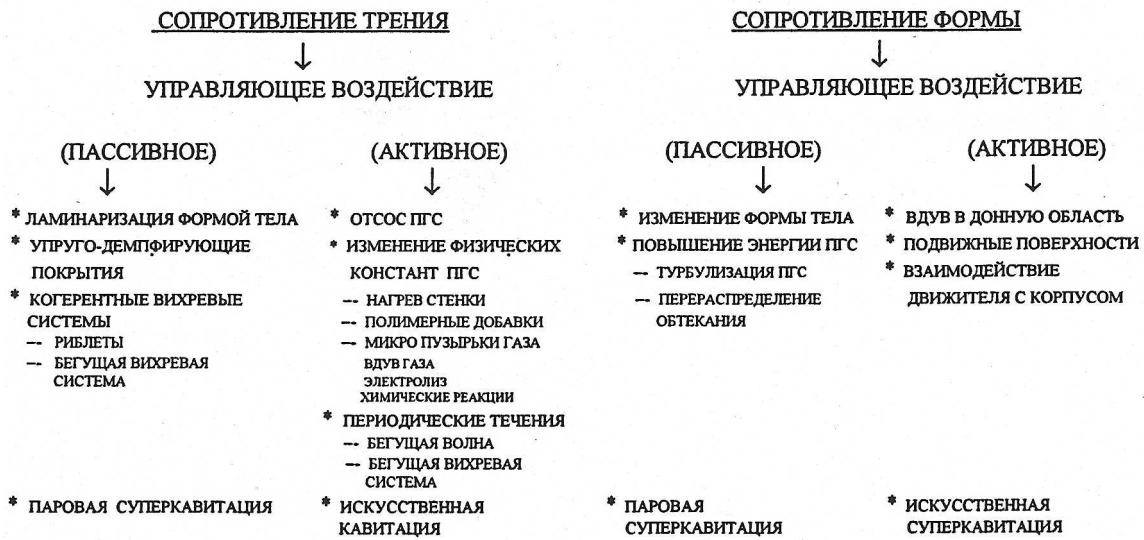 СОПРОТИВЛЕНИЕ ТРЕНИЯ
↓
УПРАВЛЯЮЩЕЕ ВОЗДЕЙСТВИЕ
(ПАССИВНОЕ)
↓
* ЛАМИНАРИЗАЦИЯ ФОРМОЙ ТЕЛА
* УПРУГО-ДЕМПФИРУЮЩИЕ
ПОКРЫТИЯ
* КОГЕРЕНТНЫЕ ВИХРЕВЫЕ
СИСТЕМЫ
-- РИБЛЕТЫ
-- БЕГУЩАЯ ВИХРЕВАЯ
СИСТЕМА
* ПАРОВАЯ СУПЕРКАВИТАЦИЯ
(АКТИВНОЕ)
↓
* ОТСОС ПГС
* ИЗМЕНЕНИЕ ФИЗИЧЕСКИХ
КОНСТАНТ ПГС
-- НАГРЕВ СТЕНКИ
-- ПОЛИМЕРНЫЕ ДОБАВКИ
-- МИКРО ПУЗЫРЬКИ ГАЗА
ВДУВ ГАЗА
ЭЛЕКТРОЛИЗ
ХИМИЧЕСКИЕ РЕАКЦИИ
* ПЕРИОДИЧЕСКИЕ ТЕЧЕНИЯ
-- БЕГУЩАЯ ВОЛНА
-- БЕГУЩАЯ ВИХРЕВАЯ
СИСТЕМА
* ИСКУССТВЕННАЯ
КАВИТАЦИЯ
СОПРОТИВЛЕНИЕ ФОРМЫ
↓
УПРАВЛЯЮЩЕЕ ВОЗДЕЙСТВИЕ
(ПАССИВНОЕ)
↓
* ИЗМЕНЕНИЕ ФОРМЫ ТЕЛА
* ПОВЫШЕНИЕ ЭНЕРГИИ ПГС
-- ТУРБУЛИЗАЦИЯ ПГС
-- ПЕРЕРАСПРЕДЕЛЕНИЕ
ОБТЕКАНИЯ
* ПАРОВАЯ
СУПЕРКАВИТАЦИЯ
(АКТИВНОЕ)
↓
* ВДУВ В ДОННУЮ ОБЛАСТЬ
* ПОДВИЖНЫЕ ПОВЕРХНОСТИ
* ВЗАИМОДЕЙСТВИЕ
ДВИЖИТЕЛЯ С КОРПУСОМ
* ИСКУССТВЕННАЯ
СУПЕРКАВИТАЦИЯ